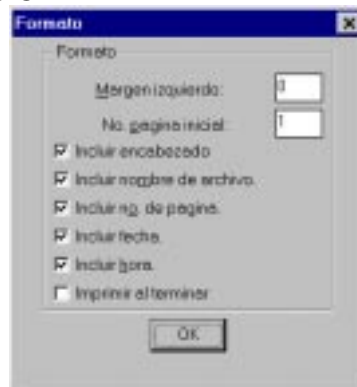 Formato
Formato
Margen izquierdo: 0
No. pagina inicial: 1
Incluir encabezado
Incluir nombre de archivo.
Incluir no. de pagina.
Incluir fecha.
Incluir hora.
Imprimir al terminar
OK